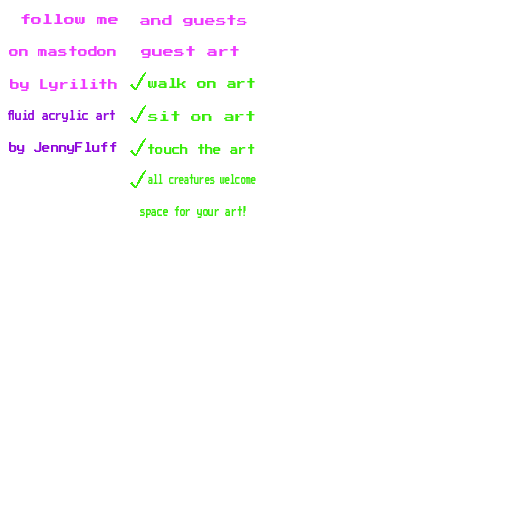 follow me
on mastodon
by Lyrilith
fluid acrylic art
by JennyFluff
and guests
guest art
✓walk on art
✓sit on art
✓touch the art
✓all creatures welcome
space for your art!